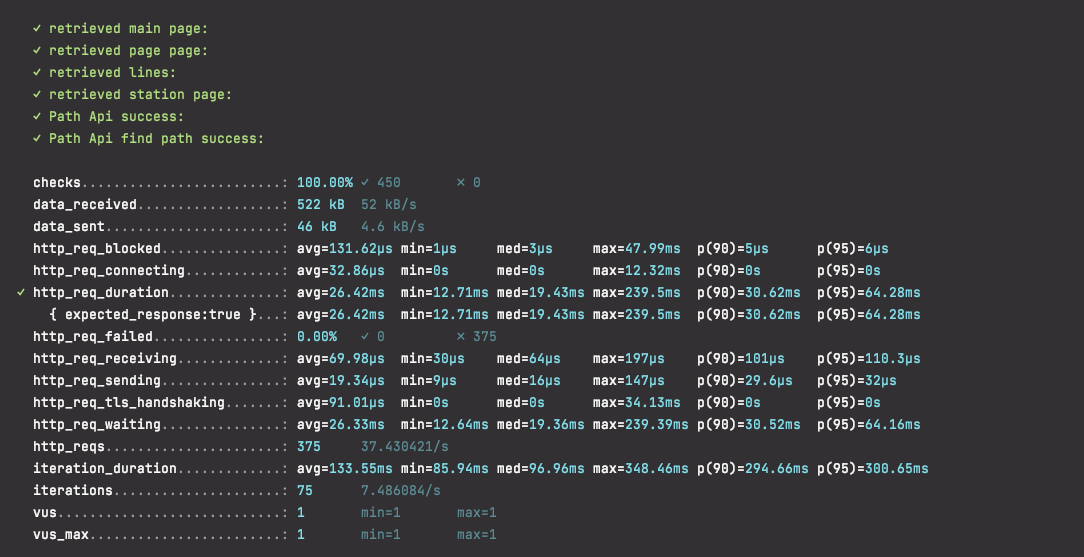 ✓ retrieved main page:
✓ retrieved page page:
✓ retrieved lines:
✓ retrieved station page:
✓ Path Api success:
✓ Path Api find path success:
checks.........................: 100.00% ✓ 450 ✗ 0
data_received..................: 522 kB 52 kB/s
data_sent......................: 46 kB 4.6 kB/s
http_req_blocked...............: avg=131.62µs min=1µs med=3µs max=47.99ms p(90)=5µs p(95)=6µs
http_req_connecting............: avg=32.86µs min=0s med=0s max=12.32ms p(90)=0s p(95)=0s
✓ http_req_duration..............: avg=26.42ms min=12.71ms med=19.43ms max=239.5ms p(90)=30.62ms p(95)=64.28ms
{ expected_response:true }...: avg=26.42ms min=12.71ms med=19.43ms max=239.5ms p(90)=30.62ms p(95)=64.28ms
http_req_failed................: 0.00% ✓ 0 ✗ 375
http_req_receiving.............: avg=69.98µs min=30µs med=64µs max=197µs p(90)=101µs p(95)=110.3µs
http_req_sending...............: avg=19.34µs min=9µs med=16µs max=147µs p(90)=29.6µs p(95)=32µs
http_req_tls_handshaking.......: avg=91.01µs min=0s med=0s max=34.13ms p(90)=0s p(95)=0s
http_req_waiting...............: avg=26.33ms min=12.64ms med=19.36ms max=239.39ms p(90)=30.52ms p(95)=64.16ms
http_reqs......................: 375 37.430421/s
iteration_duration.............: avg=133.55ms min=85.94ms med=96.96ms max=348.46ms p(90)=294.66ms p(95)=300.65ms
iterations.....................: 75 7.486084/s
vus............................: 1 min=1 max=1
vus_max........................: 1 min=1 max=1